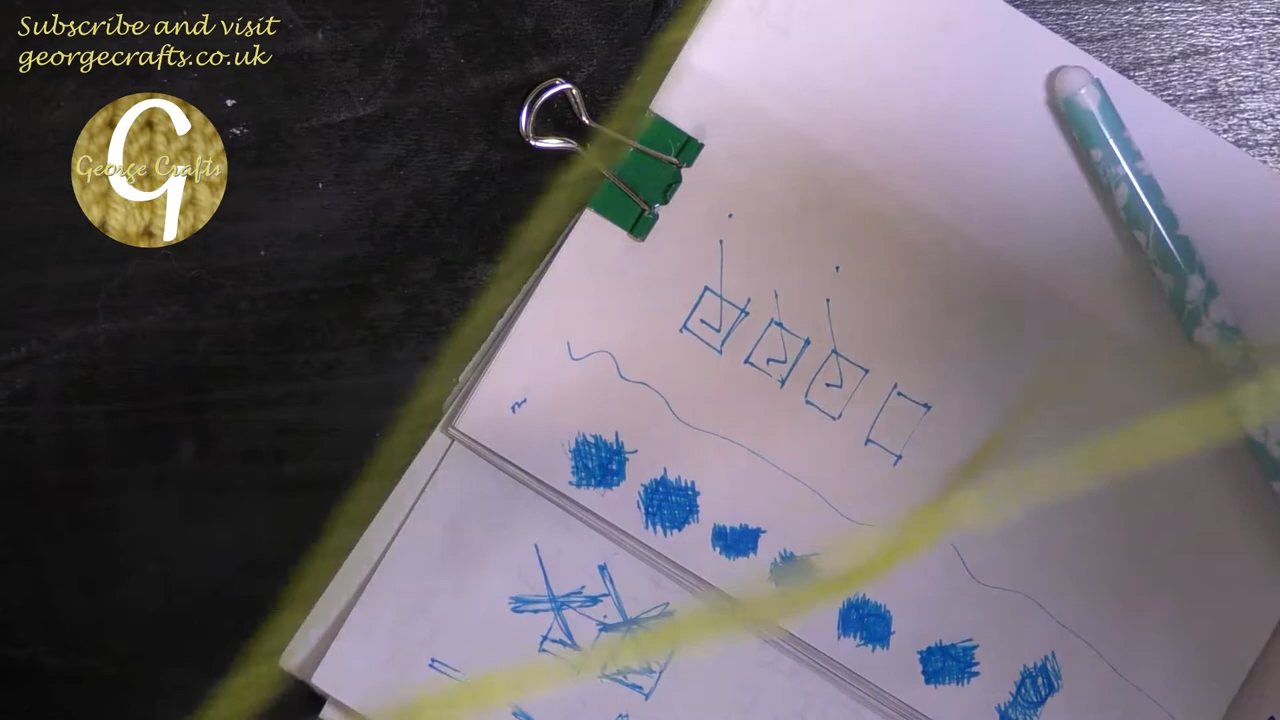 Subscribe and visit
georgecrafts.co.uk
G
George Crafts